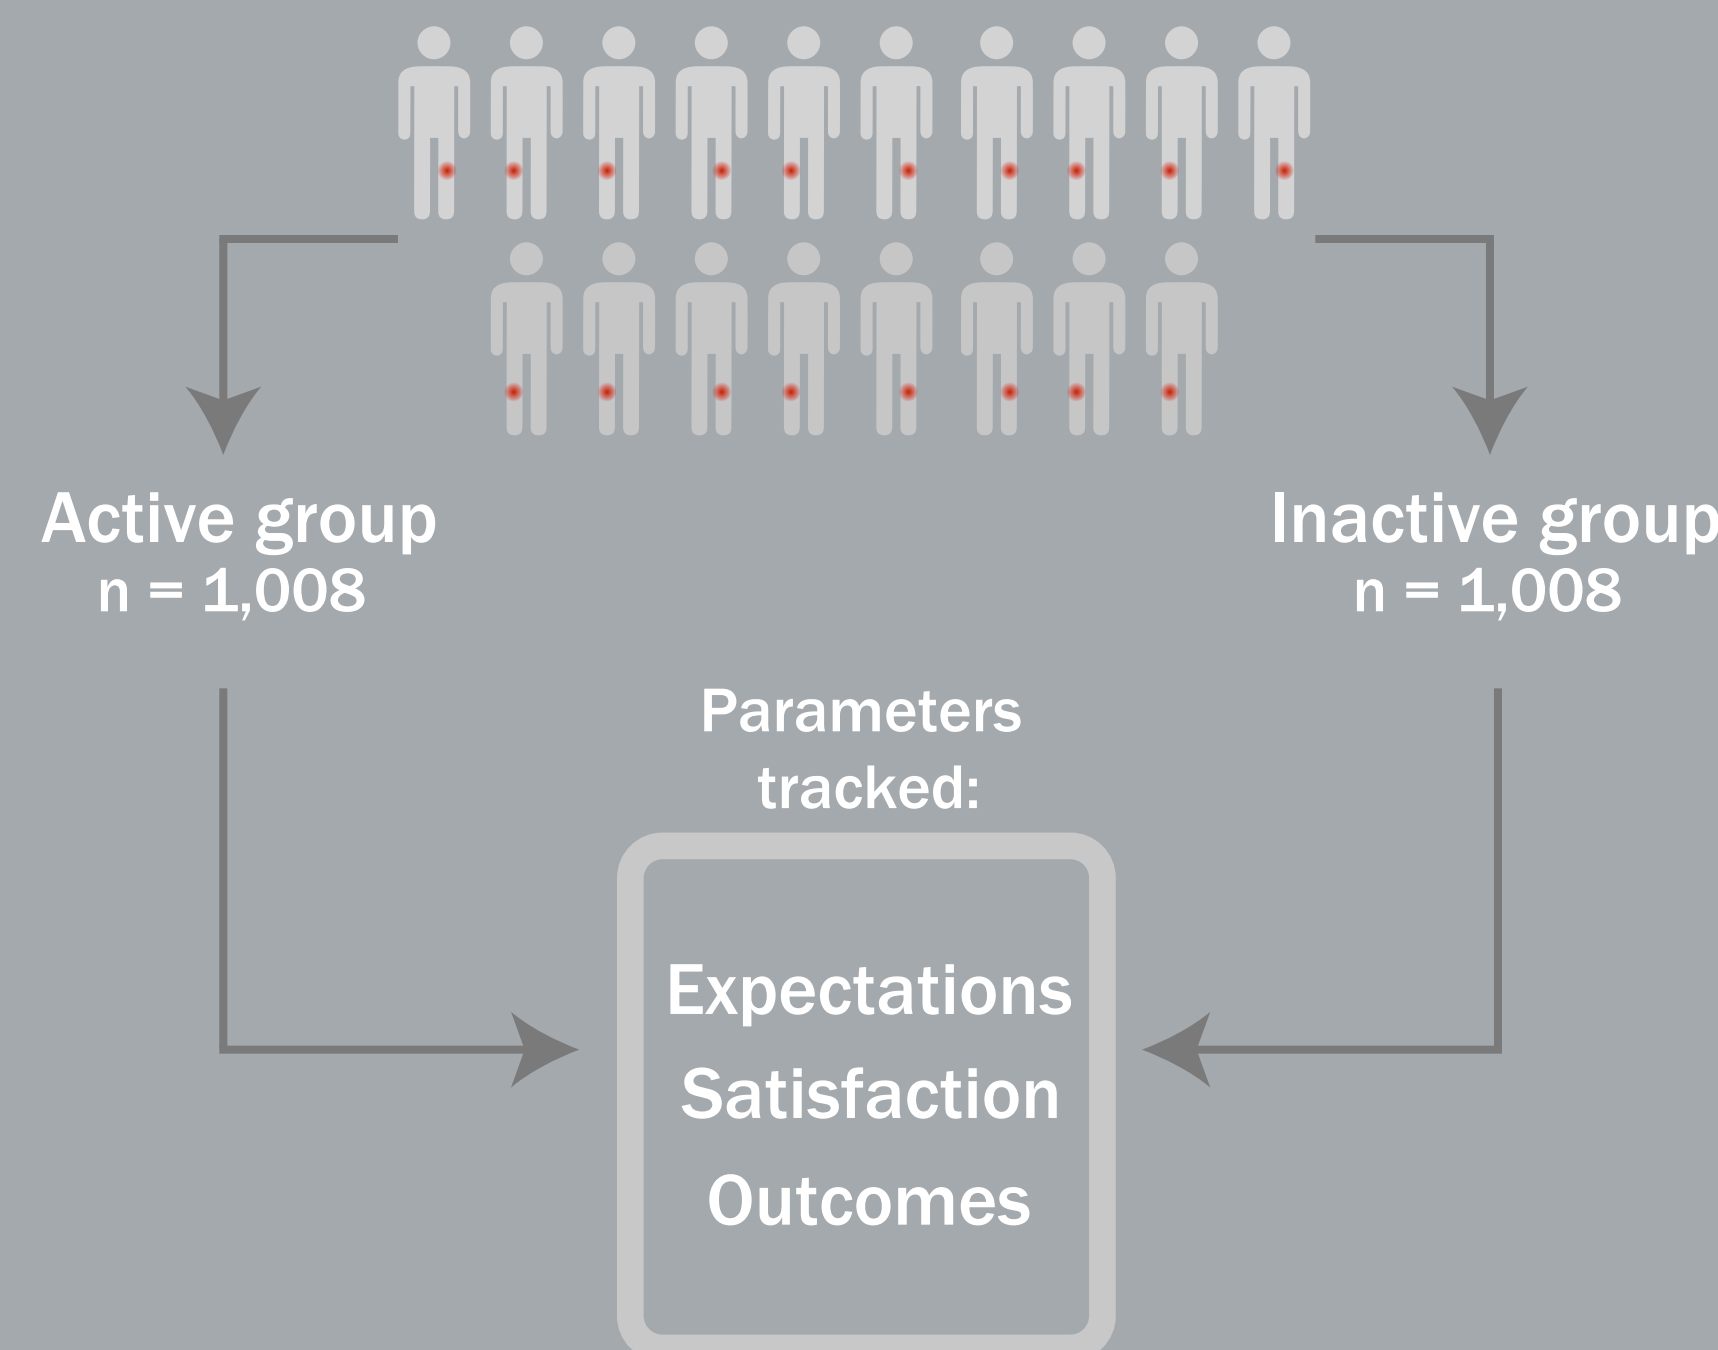 Active group
n = 1,008
Inactive group
n = 1,008
Parameters
tracked:
Expectations
Satisfaction
Outcomes